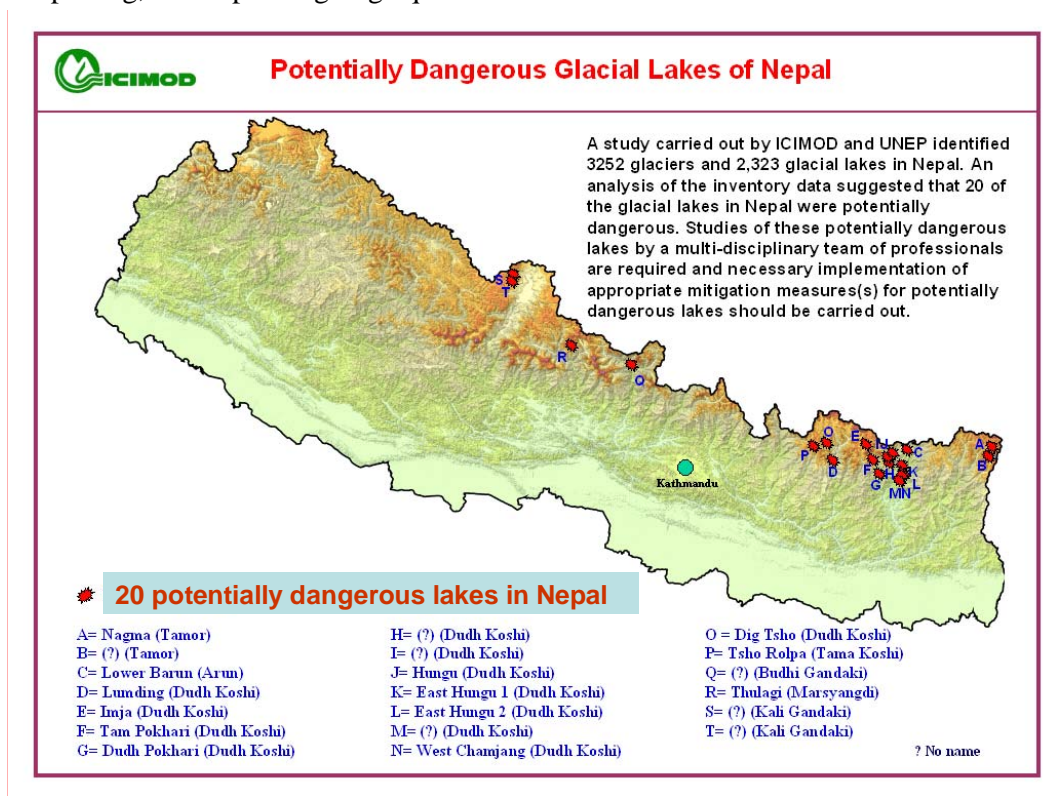 ICIMOD
Potentially Dangerous Glacial Lakes of Nepal
A study carried out by ICIMOD and UNEP identified
3252 glaciers and 2,323 glacial lakes in Nepal. An
analysis of the inventory data suggested that 20 of
the glacial lakes in Nepal were potentially
dangerous. Studies of these potentially dangerous
lakes by a multi-disciplinary team of professionals
are required and necessary implementation of
appropriate mitigation measures(s) for potentially
dangerous lakes should be carried out.
S
T
R
Q
O
E
IJ
C
A
P
D
F
H
K
B
G
L
MN
Kathmandu
20 potentially dangerous lakes in Nepal
A= Nagma (Tamor)
B= (?) (Tamor)
C= Lower Barun (Arun)
D= Lumding (Dudh Koshi)
E= Imja (Dudh Koshi)
F= Tam Pokhari (Dudh Koshi)
G= Dudh Pokhari (Dudh Koshi)
H= (?) (Dudh Koshi)
I= (?) (Dudh Koshi)
J= Hungu (Dudh Koshi)
K= East Hungu 1 (Dudh Koshi)
L= East Hungu 2 (Dudh Koshi)
M= (?) (Dudh Koshi)
N= West Chamjang (Dudh Koshi)
O = Dig Tsho (Dudh Koshi)
P= Tsho Rolpa (Tama Koshi)
Q= (?) (Budhi Gandaki)
R= Thulagi (Marsyangdi)
S= (?) (Kali Gandaki)
T= (?) (Kali Gandaki)
? No name